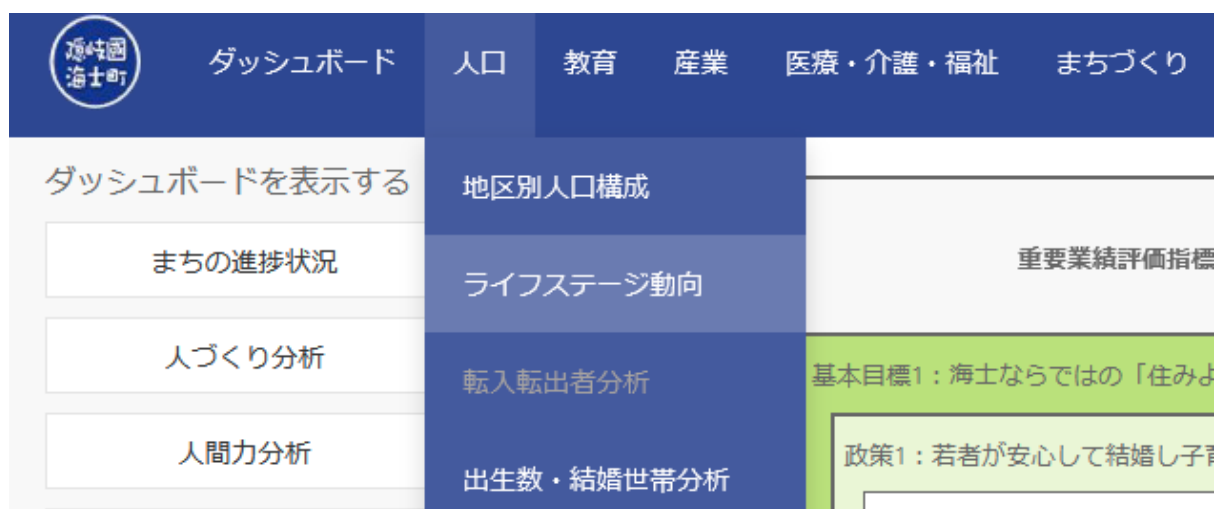 隠岐國
海士町
ダッシュボード 人口 教育 産業 医療・介護・福祉 まちづくり
ダッシュボードを表示する
まちの進捗状況
人づくり分析
人間力分析
地区別人口構成
ライフステージ動向
転入転出者分析
出生数・結婚世帯分析
重要業績評価指標
基本目標1：海士ならではの「住みよ
政策1：若者が安心して結婚し子育